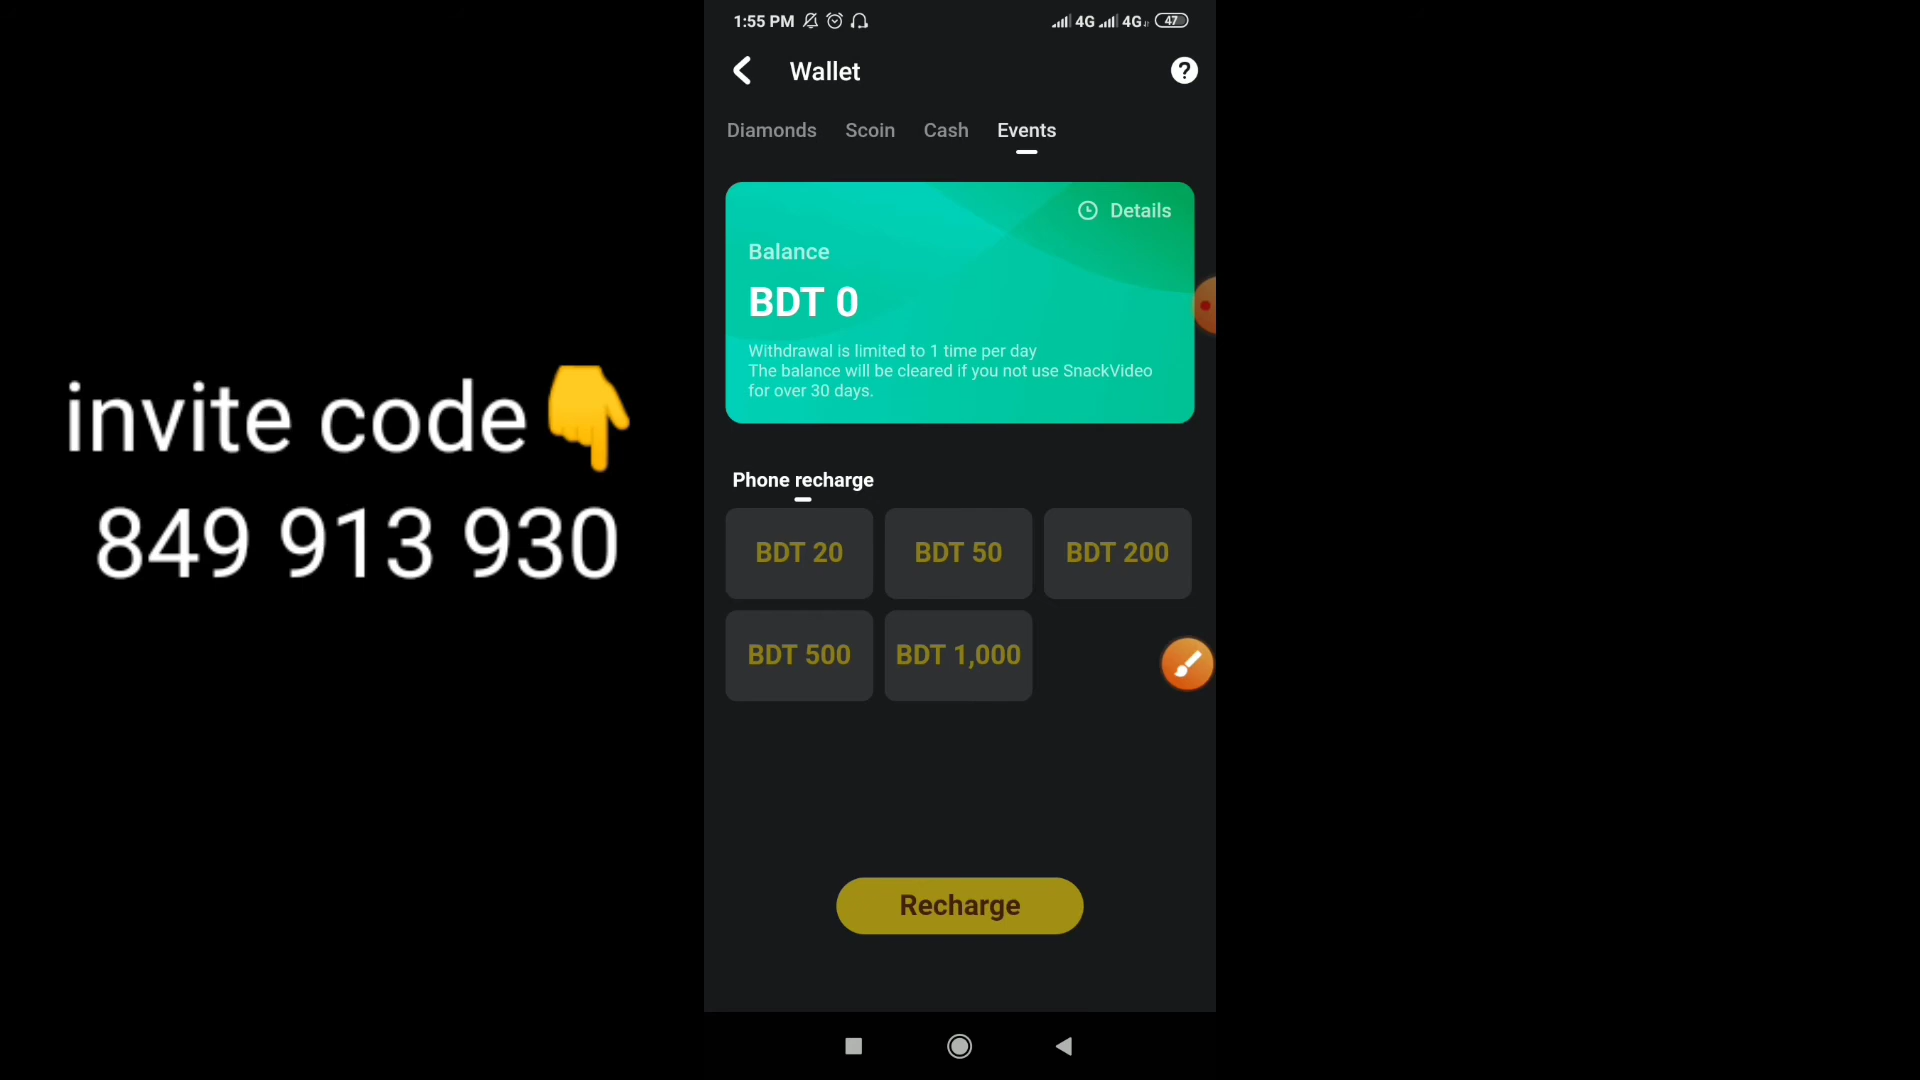 1:55 PM 4G 4G 47
Wallet
Diamonds Scoin Cash Events
Details
Balance
BDT 0
Withdrawal is limited to 1 time per day
The balance will be cleared if you not use SnackVideo
for over 30 days.
invite code👇
849 913 930
Phone recharge
BDT 20 BDT 50 BDT 200
BDT 500 BDT 1,000
Recharge